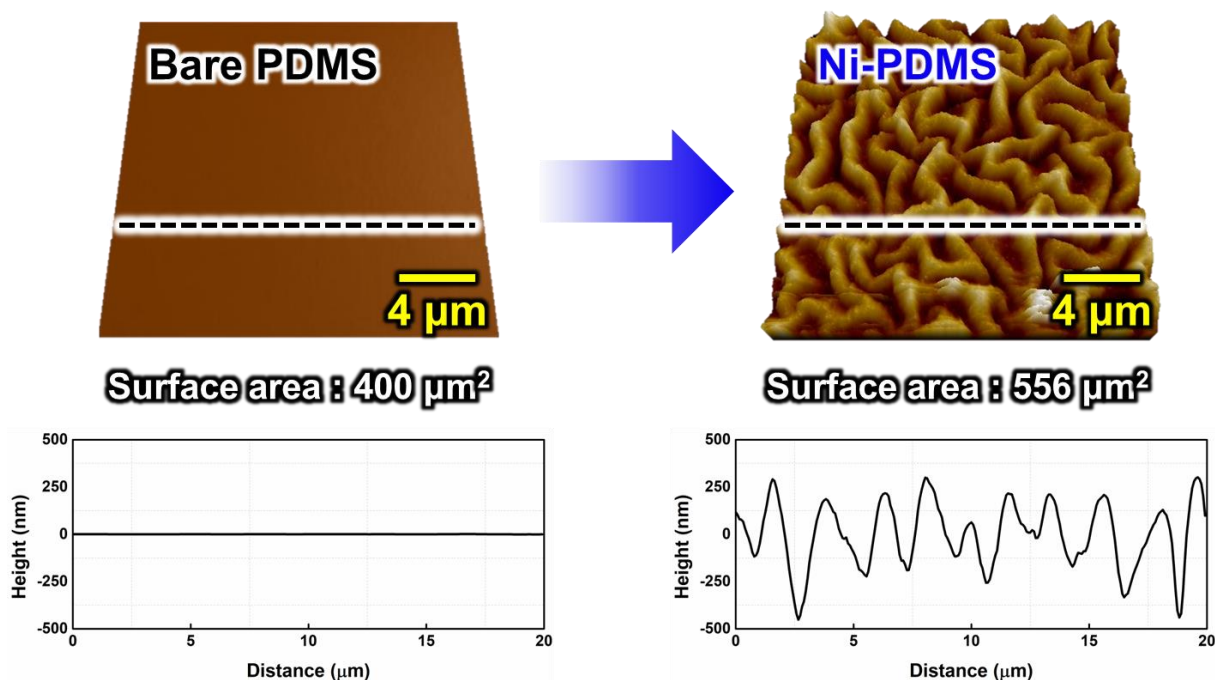 Bare PDMS
Ni-PDMS
4 μm
4 μm
Surface area : 400 μm²
Surface area : 556 μm²
500
250
0
-250
-500
Height (nm)
0
5
10
15
20
Distance (μm)
500
250
0
-250
-500
Height (nm)
0
5
10
15
20
Distance (μm)